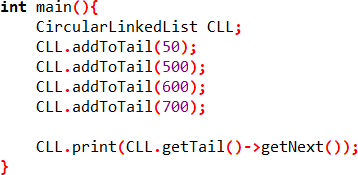 int main(){
    CircularLinkedList CLL;
    CLL.addToTail(50);
    CLL.addToTail(500);
    CLL.addToTail(600);
    CLL.addToTail(700);

    CLL.print(CLL.getTail()->getNext());
}